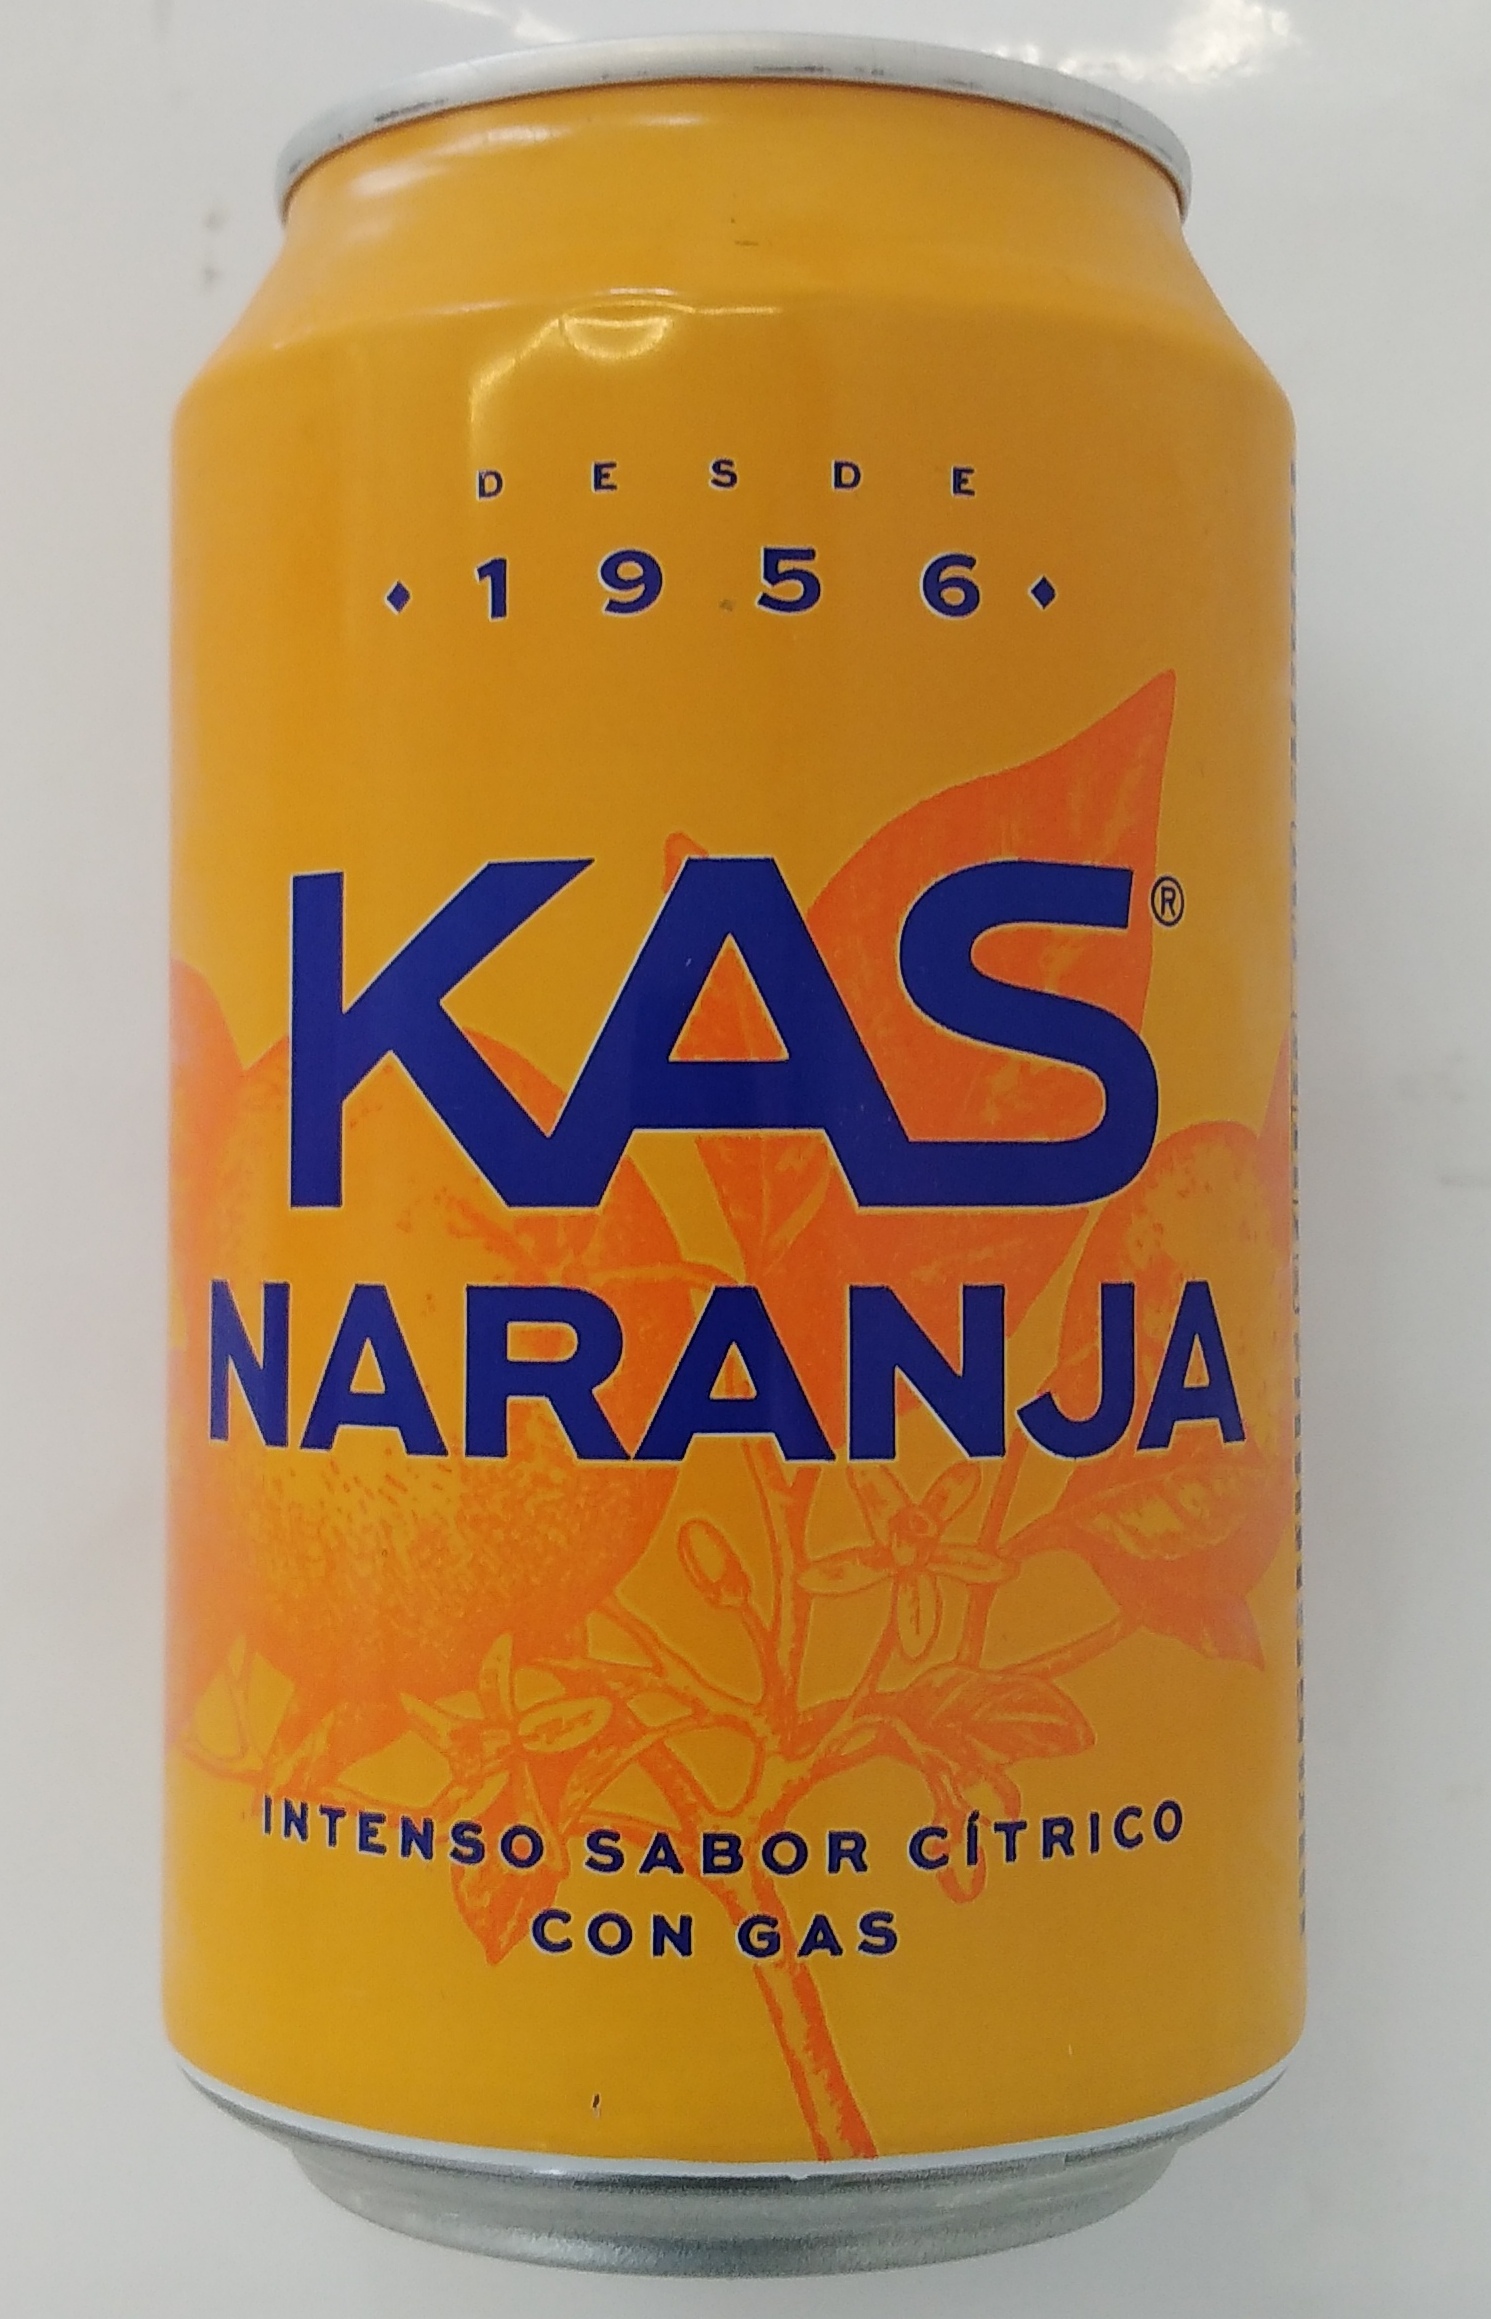 DESDE
1956
KAS®
NARANJA
INTENSO SABOR CÍTRICO
CON GAS